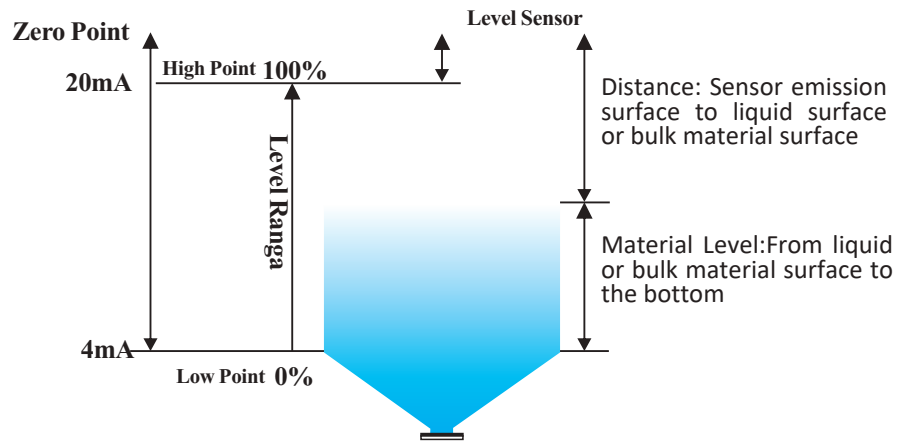 Level Sensor
Zero Point
High Point 100%
20mA
Distance: Sensor emission
surface to liquid surface
or bulk material surface
Level Ranga
Material Level:From liquid
or bulk material surface to
the bottom
4mA
Low Point 0%